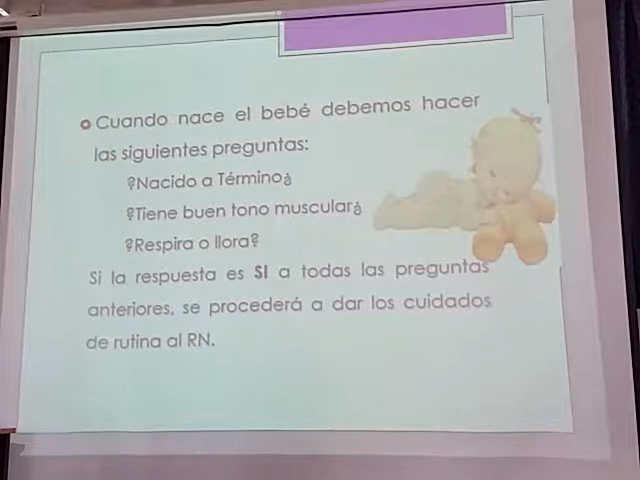 Cuando nace el bebé debemos hacer
las siguientes preguntas:
?Nacido a Término¿
?Tiene buen tono muscular¿
?Respira o llora?
Si la respuesta es SI a todas las preguntas
anteriores, se procederá a dar los cuidados
de rutina al RN.